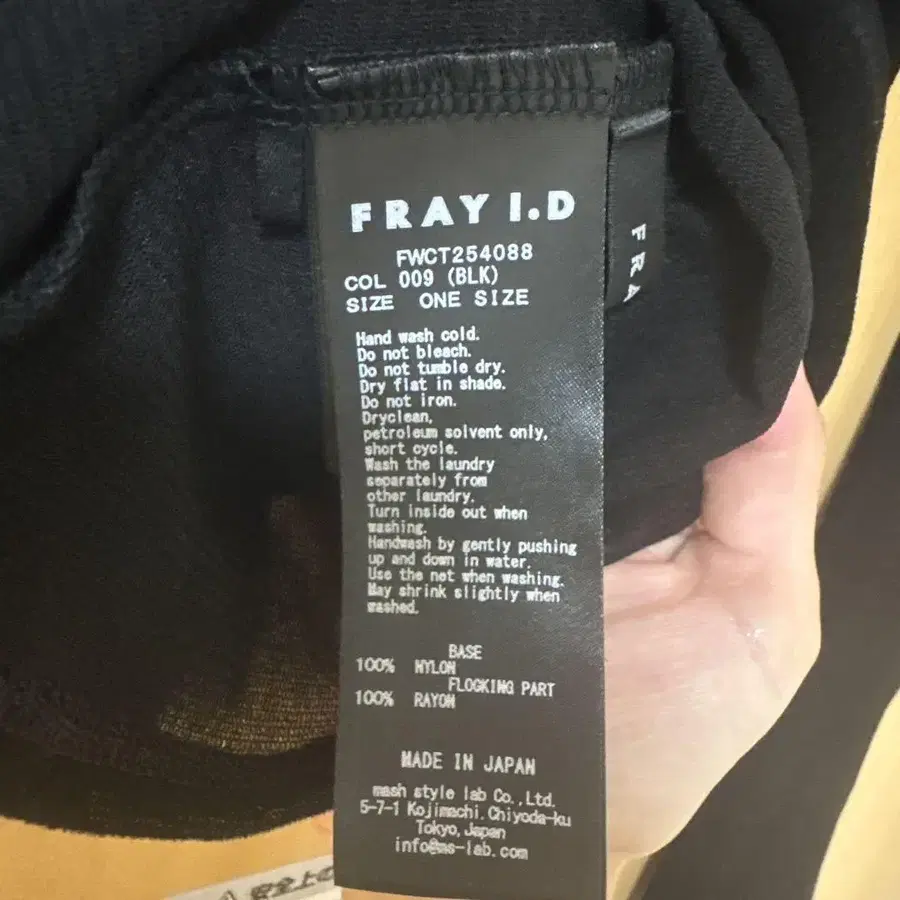 FRAY I.D
FWCT254088
COL 009 (BLK)
SIZE ONE SIZE
Hand wash cold.
Do not bleach.
Do not tumble dry.
Dry flat in shade.
Do not iron.
Dryclean,
petroleum solvent only,
short cycle.
Wash the laundry
separately from
other laundry.
Turn inside out when
washing.
Handwash by gently pushing
up and down in water.
Use the net when washing.
May shrink slightly when
washed.
BASE
100% NYLON
FLOCKING PART
100% RAYON
MADE IN JAPAN
mash style lab Co.,Ltd.
5-7-1 Kojimachi.Chiyoda-ku
Tokyo,Japan
info@ms-lab.com
FRA
安全上の